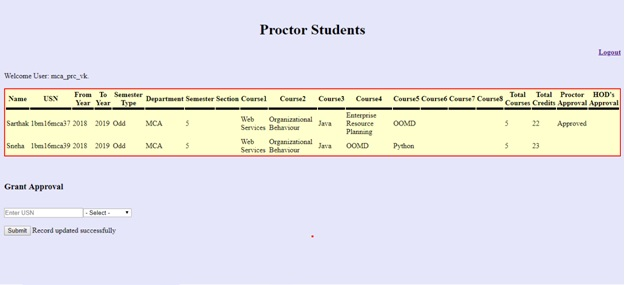 Proctor Students
Logout
Welcome User: mca_prc_vk.
Name USN From Year To Year Semester Type Department Semester Section Course1 Course2 Course3 Course4 Course5 Course6 Course7 Course8 Total Courses Total Credits Proctor Approval HOD's Approval
Sarthak 1bm16mca37 2018 2019 Odd MCA 5 Web Services Organizational Behaviour Java Enterprise Resource Planning OOMD 5 22 Approved
Sneha 1bm16mca39 2018 2019 Odd MCA 5 Web Services Organizational Behaviour Java OOMD Python 5 23
Grant Approval
Enter USN - Select -
Submit Record updated successfully